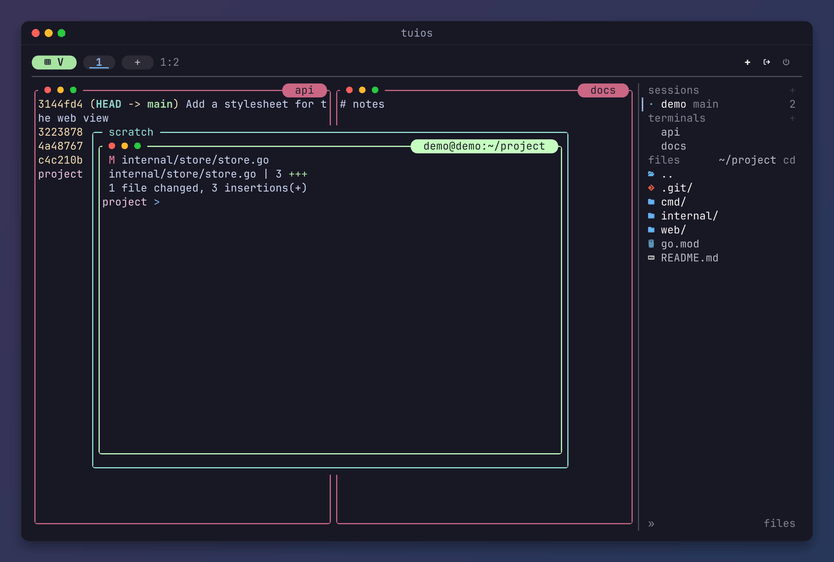 tuios
V 1 + 1:2
api
3144fd4 (HEAD -> main) Add a stylesheet for t
he web view
3223878
4a48767
c4c210b
project
docs
# notes
scratch
demo@demo:~/project
M internal/store/store.go
internal/store/store.go | 3 +++
1 file changed, 3 insertions(+)
project >
sessions +
· demo main 2
terminals +
api
docs
files ~/project cd
..
.git/
cmd/
internal/
web/
go.mod
README.md
» files